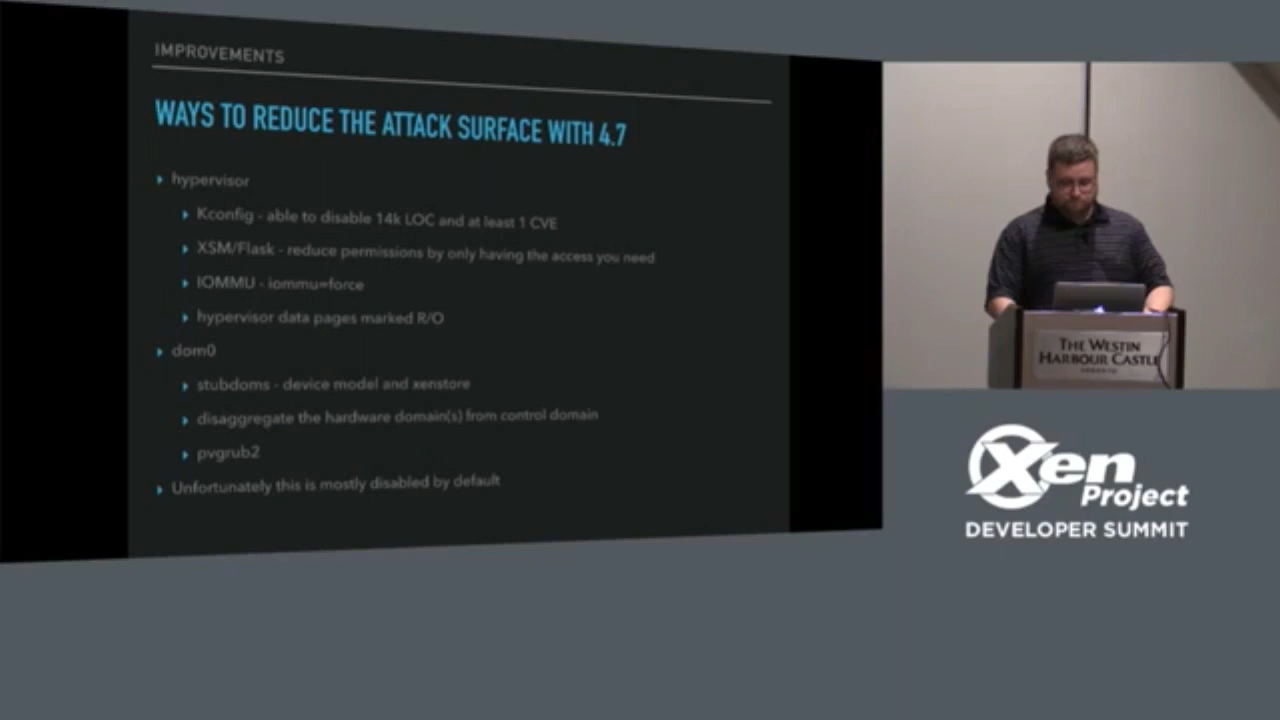 IMPROVEMENTS
WAYS TO REDUCE THE ATTACK SURFACE WITH 4.7
hypervisor
Kconfig - able to disable 14k LOC and at least 1 CVE
XSM/Flask - reduce permissions by only having the access you need
IOMMU - iommu=force
hypervisor data pages marked R/O
dom0
stubdoms - device model and xenstore
disaggregate the hardware domain(s) from control domain
pvgrub2
Unfortunately this is mostly disabled by default
THE WESTIN
HARBOUR CASTLE
TORONTO
Xen
Project
DEVELOPER SUMMIT